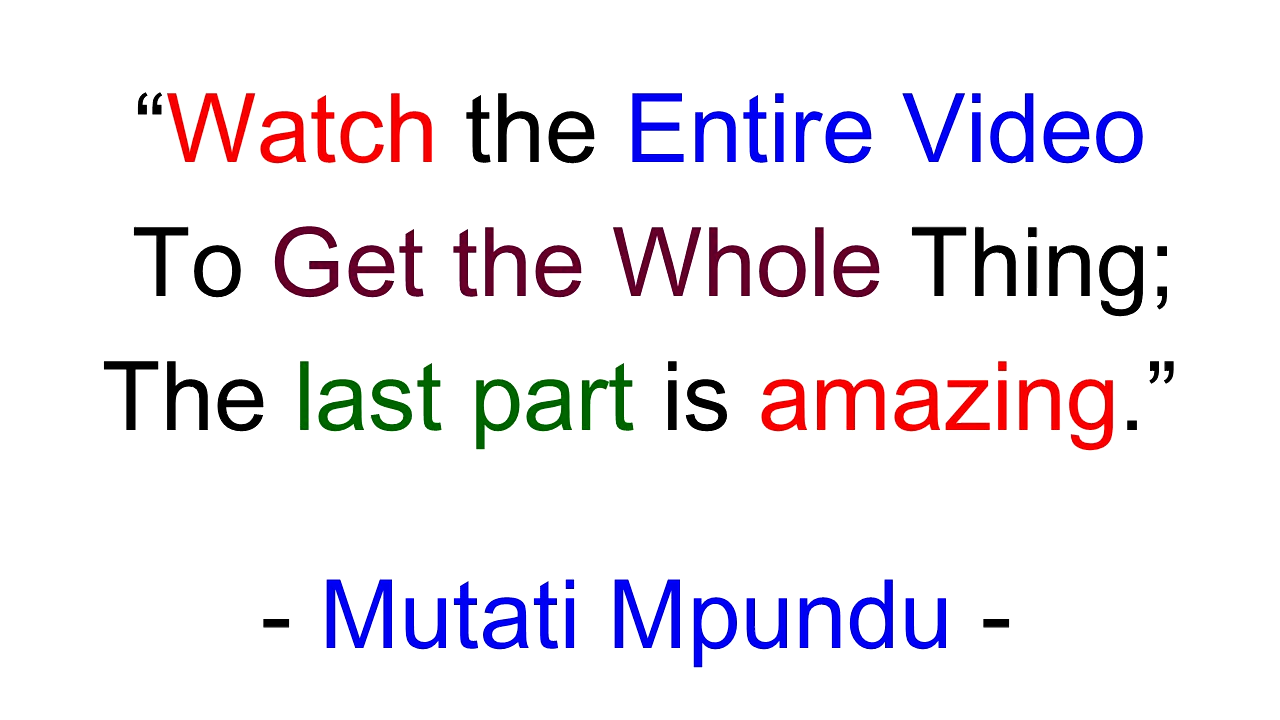 “Watch the Entire Video
To Get the Whole Thing;
The last part is amazing.”
- Mutati Mpundu -